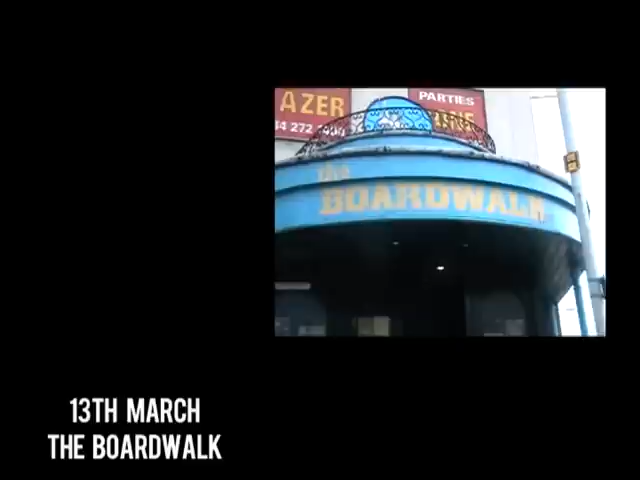 AZER
PARTIES
the
BOARDWALK
13TH MARCH
THE BOARDWALK